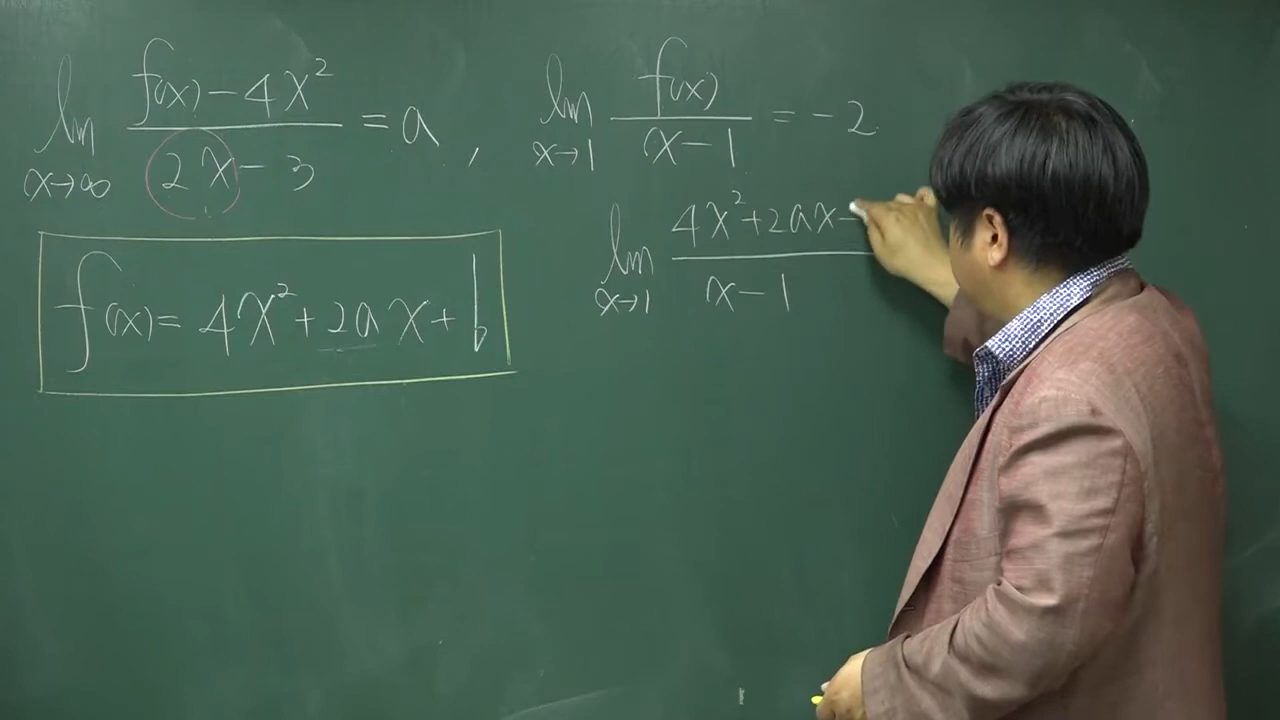 lim x→∞ (f(x)-4x²)/(2x-3) = a , lim x→1 f(x)/(x-1) = -2
lim x→1 (4x²+2ax-)/(x-1)
f(x)= 4x²+2ax+b